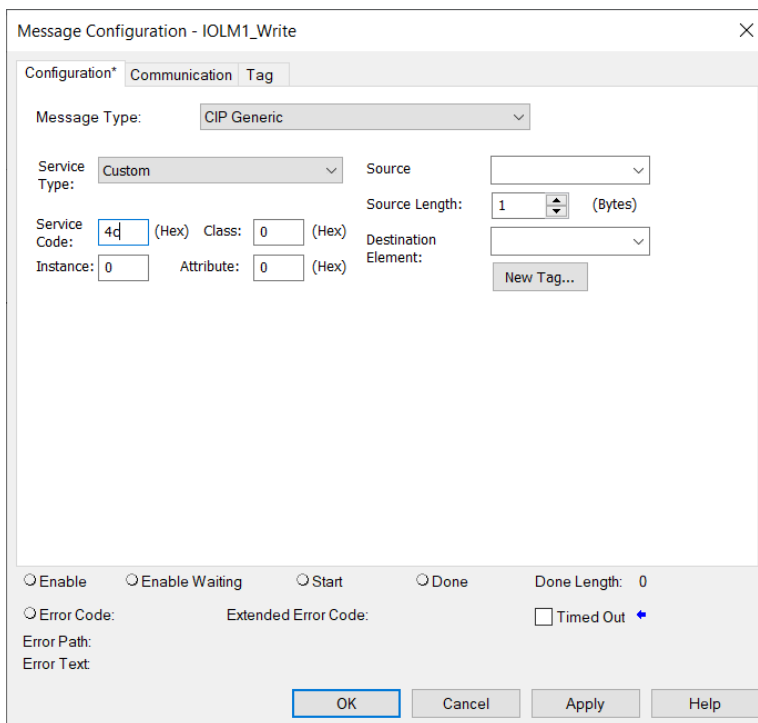 Message Configuration - IOLM1_Write
Configuration* Communication Tag
Message Type: CIP Generic
Service Type: Custom
Source
Source Length: 1 (Bytes)
Service Code: 4c (Hex) Class: 0 (Hex)
Destination Element:
Instance: 0 Attribute: 0 (Hex)
New Tag...
Enable Enable Waiting Start Done Done Length: 0
Error Code: Extended Error Code: Timed Out
Error Path:
Error Text:
OK Cancel Apply Help